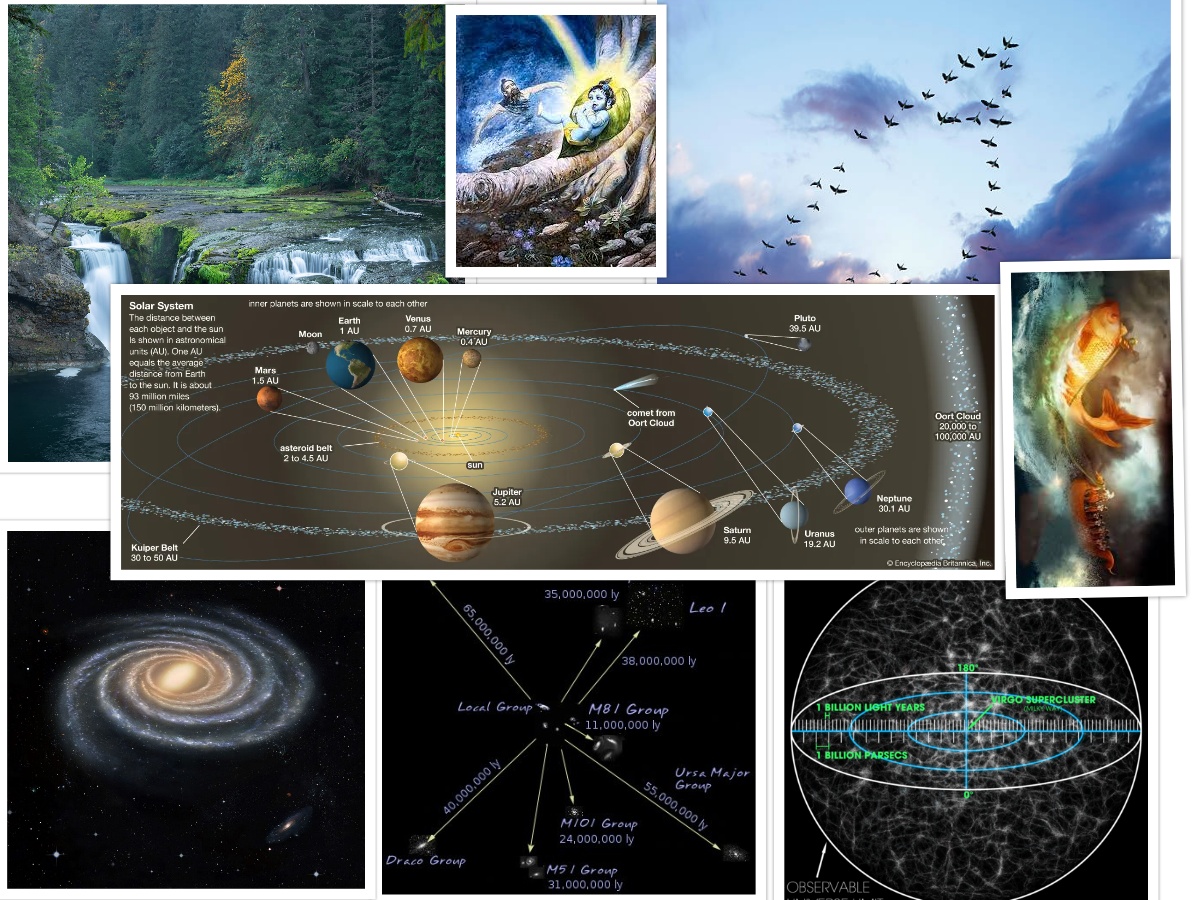 Solar System
The distance between
each object and the sun
is shown in astronomical
units (AU). One AU
equals the average
distance from Earth
to the sun. It is about
93 million miles
(150 million kilometers).
inner planets are shown in scale to each other
Moon
Earth
1 AU
Venus
0.7 AU
Mercury
0.4 AU
Mars
1.5 AU
asteroid belt
2 to 4.5 AU
sun
Jupiter
5.2 AU
Kuiper Belt
30 to 50 AU
comet from
Oort Cloud
Pluto
39.5 AU
Oort Cloud
20,000 to
100,000 AU
Saturn
9.5 AU
Uranus
19.2 AU
Neptune
30.1 AU
outer planets are shown
in scale to each other
© Encyclopædia Britannica, Inc.
65,000,000 ly
35,000,000 ly
Leo I
38,000,000 ly
Local Group
M81 Group
11,000,000 ly
Ursa Major
Group
55,000,000 ly
40,000,000 ly
M101 Group
24,000,000 ly
Draco Group
M51 Group
31,000,000 ly
180°
1 BILLION LIGHT YEARS
VIRGO SUPERCLUSTER
(MILKY WAY)
1 BILLION PARSECS
0°
OBSERVABLE